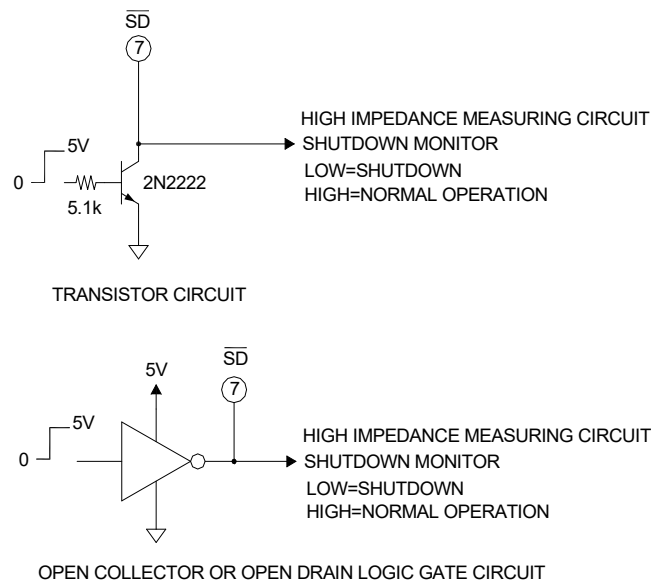 SD
7
HIGH IMPEDANCE MEASURING CIRCUIT
5V
SHUTDOWN MONITOR
LOW=SHUTDOWN
0
2N2222
HIGH=NORMAL OPERATION
5.1k
TRANSISTOR CIRCUIT
SD
5V
7
5V
HIGH IMPEDANCE MEASURING CIRCUIT
0
SHUTDOWN MONITOR
LOW=SHUTDOWN
HIGH=NORMAL OPERATION
OPEN COLLECTOR OR OPEN DRAIN LOGIC GATE CIRCUIT